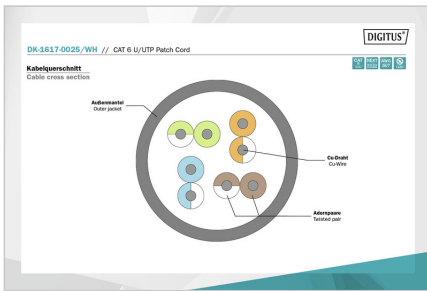 DIGITUS®
DK-1617-0025/WH // CAT 6 U/UTP Patch Cord
Kabelquerschnitt
Cable cross section
Außenmantel
Outer jacket
Cu-Draht
Cu-Wire
Adernpaare
Twisted pair